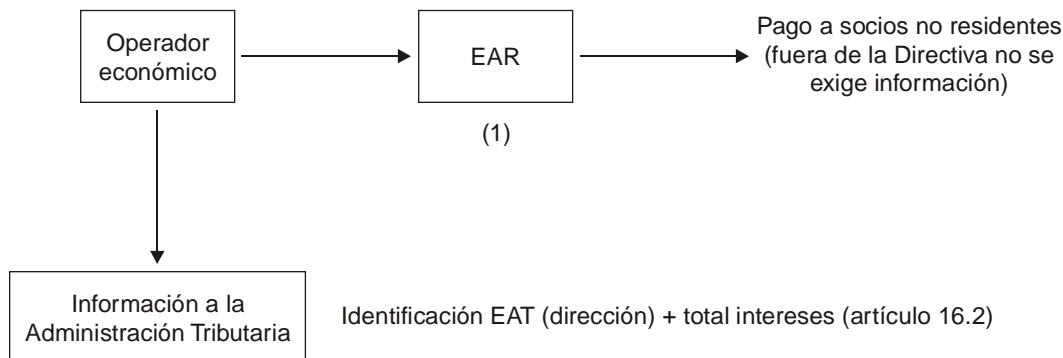 Operador
económico
EAR
Pago a socios no residentes
(fuera de la Directiva no se
exige información)
(1)
Información a la
Administración Tributaria
Identificación EAT (dirección) + total intereses (artículo 16.2)